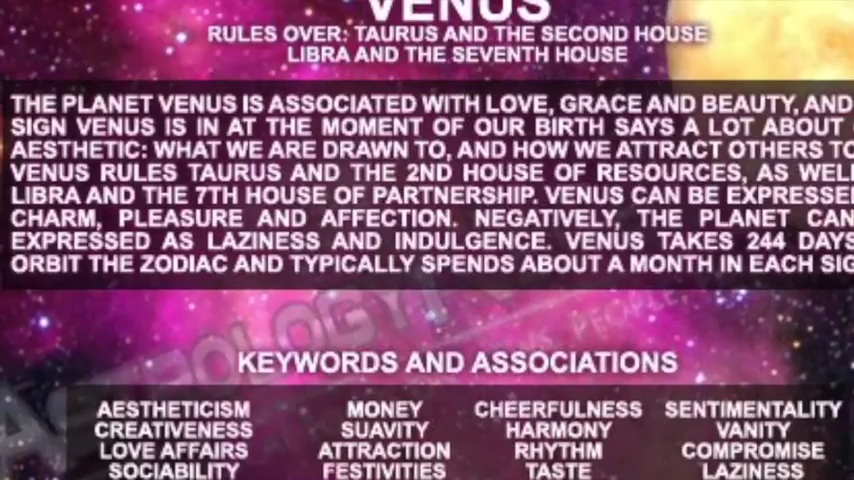 VENUS
RULES OVER: TAURUS AND THE SECOND HOUSE
LIBRA AND THE SEVENTH HOUSE
THE PLANET VENUS IS ASSOCIATED WITH LOVE, GRACE AND BEAUTY, AND
SIGN VENUS IS IN AT THE MOMENT OF OUR BIRTH SAYS A LOT ABOUT
AESTHETIC: WHAT WE ARE DRAWN TO, AND HOW WE ATTRACT OTHERS TO
VENUS RULES TAURUS AND THE 2ND HOUSE OF RESOURCES, AS WELL
LIBRA AND THE 7TH HOUSE OF PARTNERSHIP. VENUS CAN BE EXPRESSED
CHARM, PLEASURE AND AFFECTION. NEGATIVELY, THE PLANET CAN
EXPRESSED AS LAZINESS AND INDULGENCE. VENUS TAKES 244 DAYS
ORBIT THE ZODIAC AND TYPICALLY SPENDS ABOUT A MONTH IN EACH SIG
KEYWORDS AND ASSOCIATIONS
AESTHETICISM MONEY CHEERFULNESS SENTIMENTALITY
CREATIVENESS SUAVITY HARMONY VANITY
LOVE AFFAIRS ATTRACTION RHYTHM COMPROMISE
SOCIABILITY FESTIVITIES TASTE LAZINESS